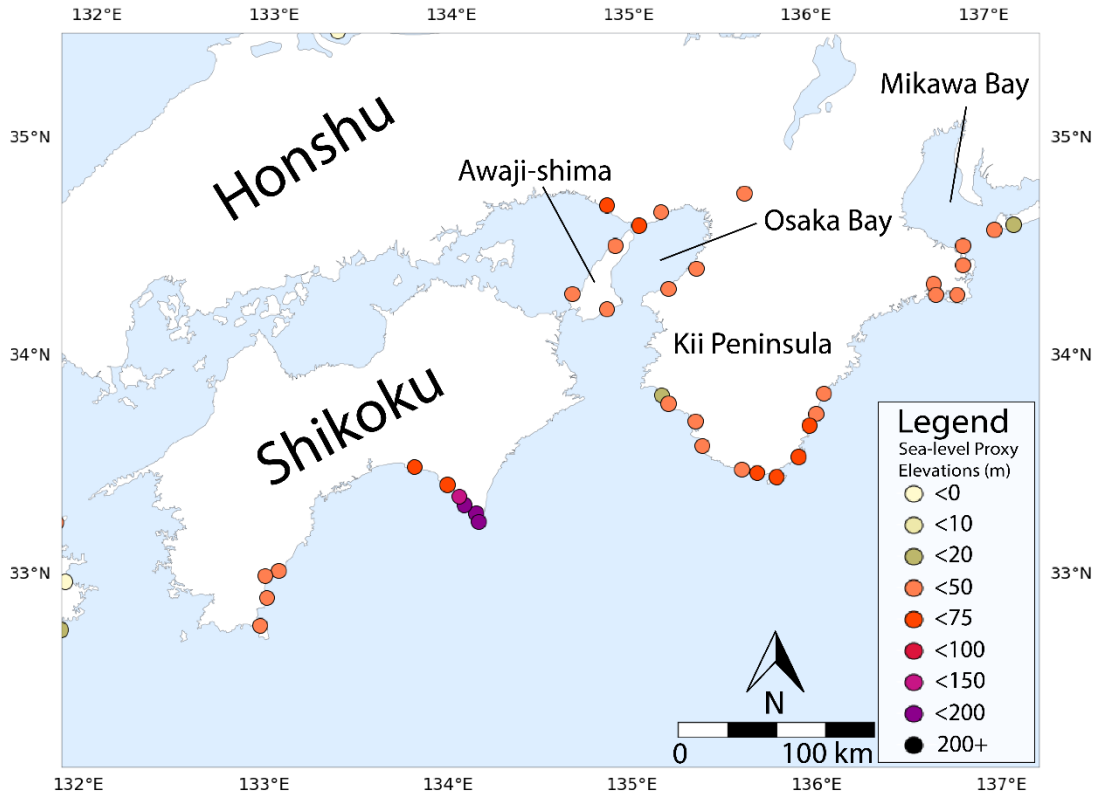 132°E 133°E 134°E 135°E 136°E 137°E
Mikawa Bay
35°N 35°N
Honshu
Awaji-shima
Osaka Bay
34°N 34°N
Kii Peninsula
Shikoku
Legend
Sea-level Proxy
Elevations (m)
<0
<10
<20
<50
<75
<100
<150
<200
200+
33°N 33°N
N
0 100 km
132°E 133°E 134°E 135°E 136°E 137°E